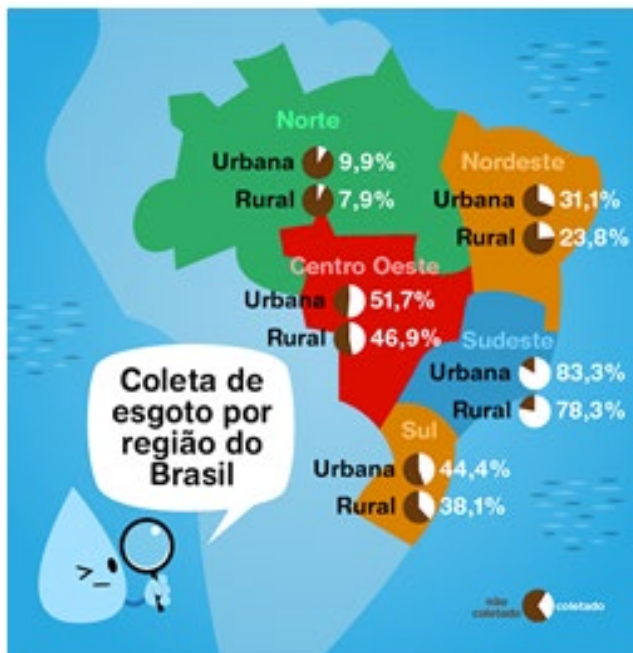 Norte
Urbana 9,9%
Rural 7,9%
Nordeste
Urbana 31,1%
Rural 23,8%
Centro Oeste
Urbana 51,7%
Rural 46,9%
Sudeste
Urbana 83,3%
Rural 78,3%
Sul
Urbana 44,4%
Rural 38,1%
Coleta de
esgoto por
região do
Brasil
não
coletado
coletado